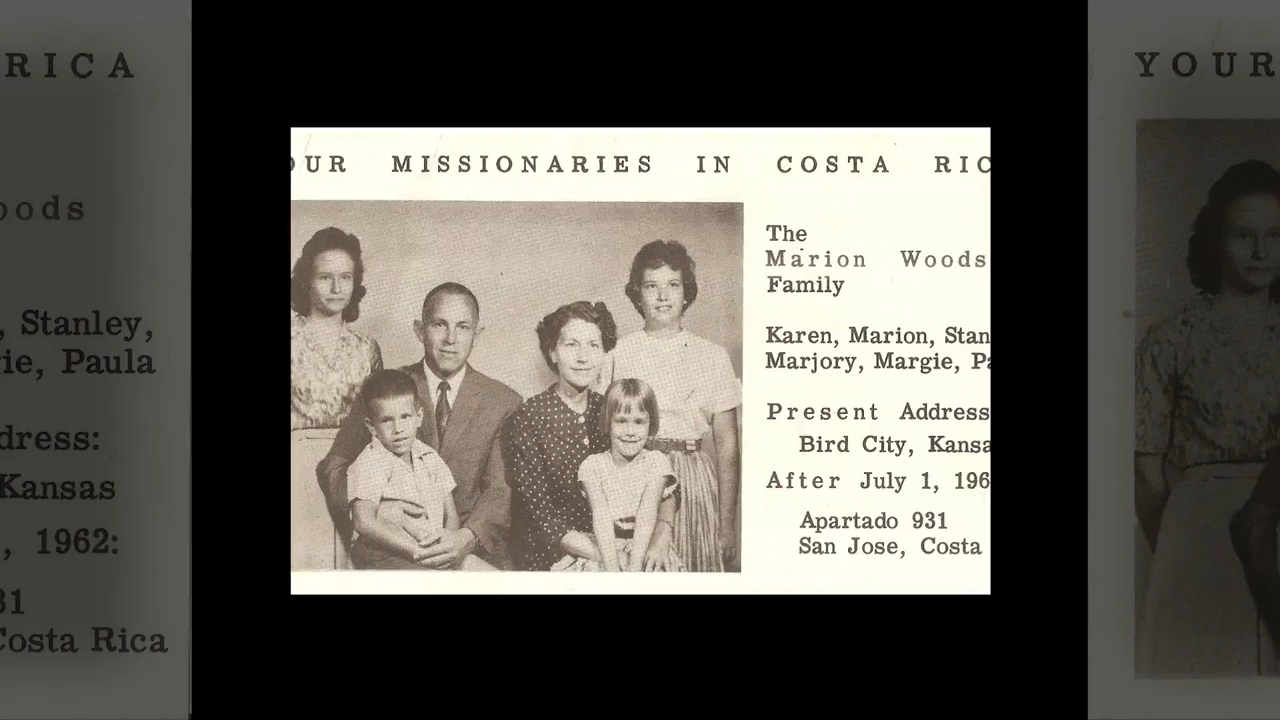 OUR MISSIONARIES IN COSTA RIC
The
Marion Woods
Family
Karen, Marion, Stan
Marjory, Margie, Pa
Present Address
Bird City, Kansa
After July 1, 196
Apartado 931
San Jose, Costa
RICA
oods
, Stanley,
gie, Paula
dress:
Kansas
, 1962:
31
Costa Rica
YOUR